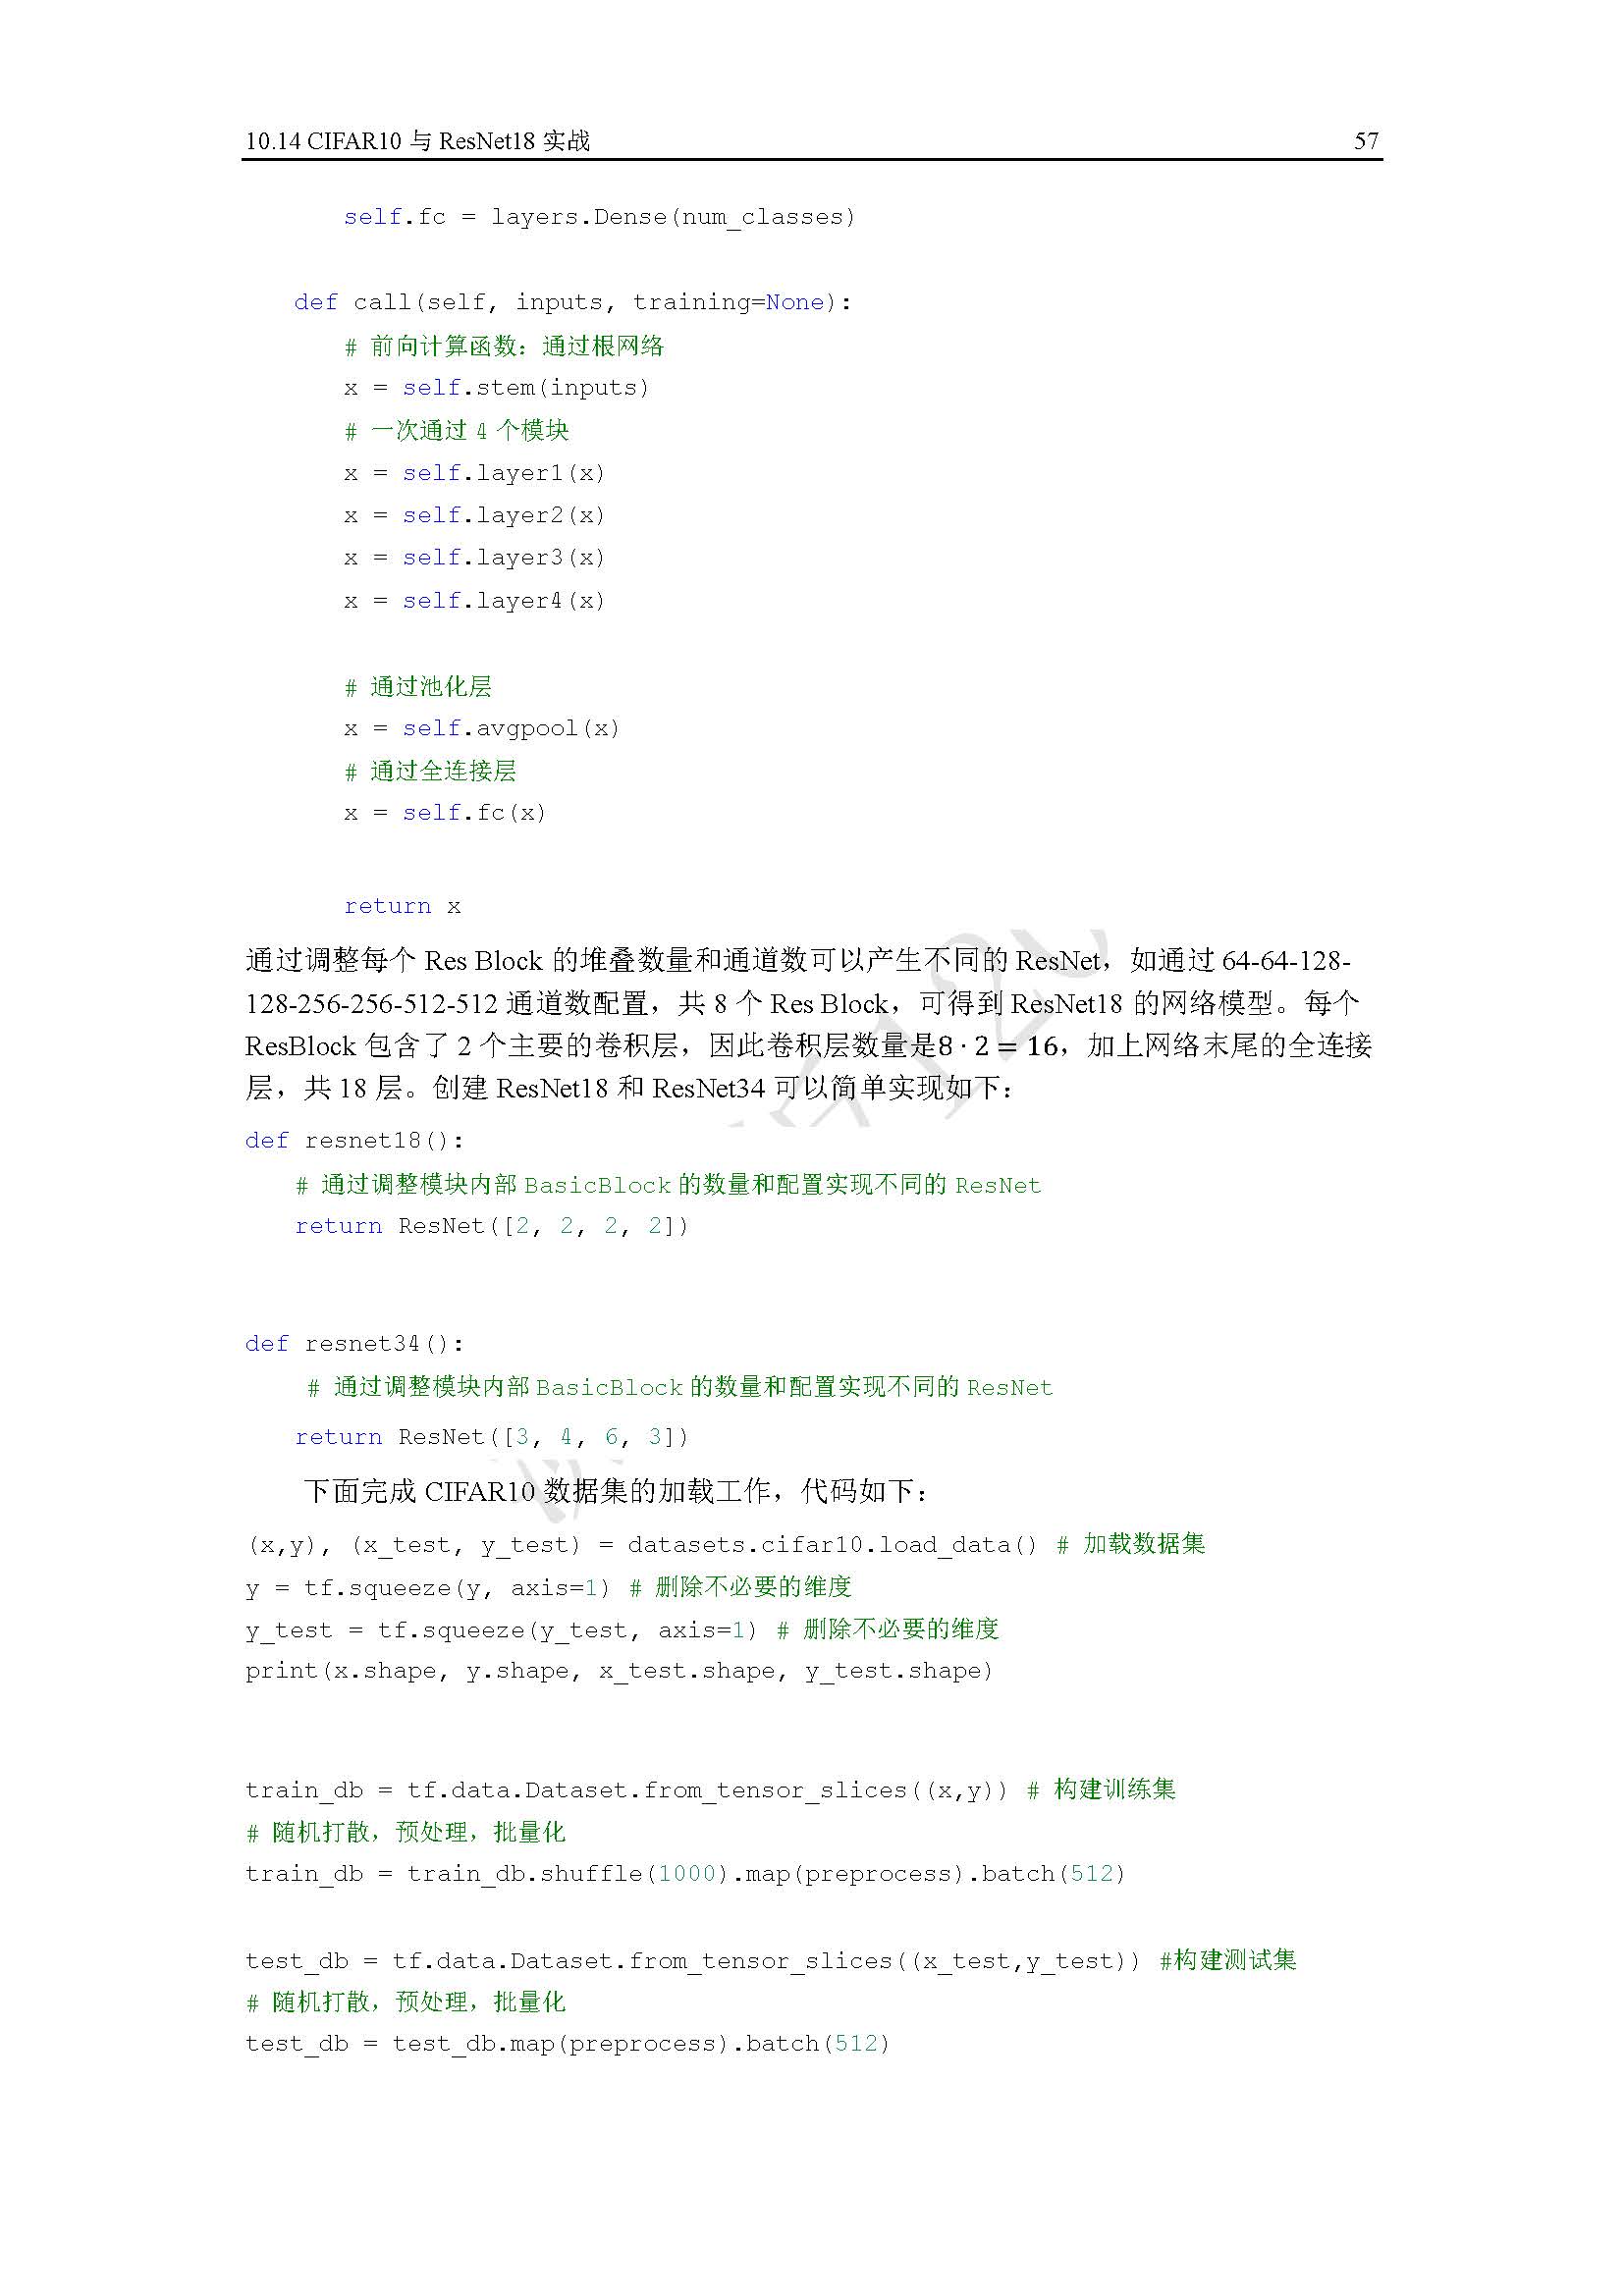 10.14 CIFAR10 与 ResNet18 实战 57
self.fc = layers.Dense(num_classes)
def call(self, inputs, training=None):
# 前向计算函数：通过根网络
x = self.stem(inputs)
# 一次通过 4 个模块
x = self.layer1(x)
x = self.layer2(x)
x = self.layer3(x)
x = self.layer4(x)
# 通过池化层
x = self.avgpool(x)
# 通过全连接层
x = self.fc(x)
return x
通过调整每个 Res Block 的堆叠数量和通道数可以产生不同的 ResNet，如通过 64-64-128-
128-256-256-512-512 通道数配置，共 8 个 Res Block，可得到 ResNet18 的网络模型。每个
ResBlock 包含了 2 个主要的卷积层，因此卷积层数量是8 · 2 = 16，加上网络末尾的全连接
层，共 18 层。创建 ResNet18 和 ResNet34 可以简单实现如下：
def resnet18():
# 通过调整模块内部 BasicBlock 的数量和配置实现不同的 ResNet
return ResNet([2, 2, 2, 2])
def resnet34():
# 通过调整模块内部 BasicBlock 的数量和配置实现不同的 ResNet
return ResNet([3, 4, 6, 3])
下面完成 CIFAR10 数据集的加载工作，代码如下：
(x,y), (x_test, y_test) = datasets.cifar10.load_data() # 加载数据集
y = tf.squeeze(y, axis=1) # 删除不必要的维度
y_test = tf.squeeze(y_test, axis=1) # 删除不必要的维度
print(x.shape, y.shape, x_test.shape, y_test.shape)
train_db = tf.data.Dataset.from_tensor_slices((x,y)) # 构建训练集
# 随机打散，预处理，批量化
train_db = train_db.shuffle(1000).map(preprocess).batch(512)
test_db = tf.data.Dataset.from_tensor_slices((x_test,y_test)) #构建测试集
# 随机打散，预处理，批量化
test_db = test_db.map(preprocess).batch(512)